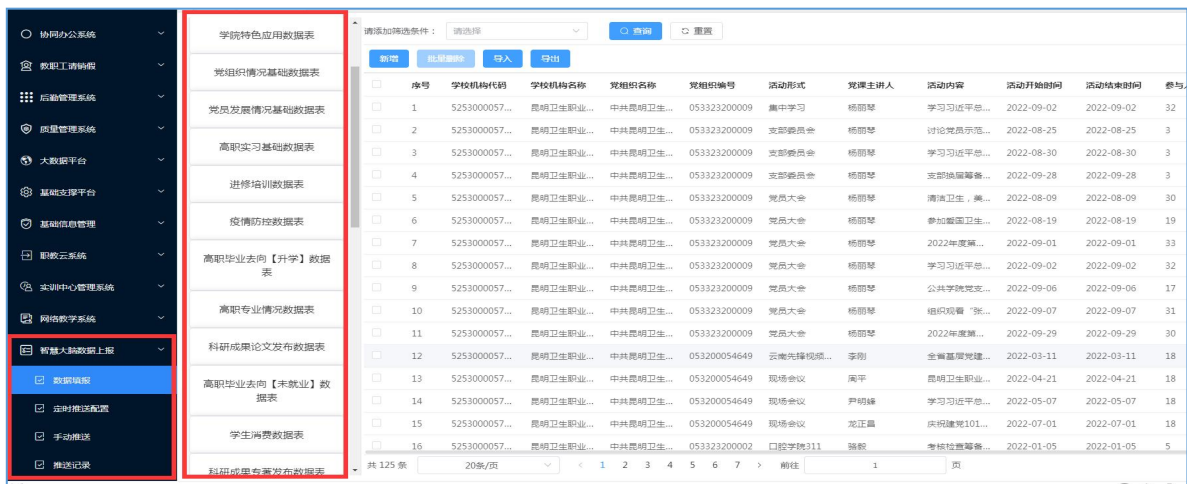 协同办公系统
教职工请销假
后勤管理系统
质量管理系统
大数据平台
基础支撑平台
基础信息管理
职教云系统
实训中心管理系统
网络教学系统
智慧大脑数据上报
数据填报
定时推送配置
手动推送
推送记录
学院特色应用数据表
党组织情况基础数据表
党员发展情况基础数据表
高职实习基础数据表
进修培训数据表
疫情防控数据表
高职毕业去向【升学】数据
表
高职专业情况数据表
科研成果论文发布数据表
高职毕业去向【未就业】数
据表
学生消费数据表
科研成果专著发布数据表
请添加筛选条件： 请选择 查询 重置
新增 批量删除 导入 导出
序号 学校机构代码 学校机构名称 党组织名称 党组织编号 活动形式 党课主讲人 活动内容 活动开始时间 活动结束时间 参与人
1 5253000057... 昆明卫生职业... 中共昆明卫生... 053323200009 集中学习 杨丽琴 学习习近平总... 2022-09-02 2022-09-02 32
2 5253000057... 昆明卫生职业... 中共昆明卫生... 053323200009 支部委员会 杨丽琴 讨论党员示范... 2022-08-25 2022-08-25 3
3 5253000057... 昆明卫生职业... 中共昆明卫生... 053323200009 支部委员会 杨丽琴 学习习近平总... 2022-08-30 2022-08-30 3
4 5253000057... 昆明卫生职业... 中共昆明卫生... 053323200009 支部委员会 杨丽琴 支部换届筹备... 2022-09-28 2022-09-28 3
5 5253000057... 昆明卫生职业... 中共昆明卫生... 053323200009 党员大会 杨丽琴 清洁卫生，美... 2022-08-09 2022-08-09 30
6 5253000057... 昆明卫生职业... 中共昆明卫生... 053323200009 党员大会 杨丽琴 参加爱国卫生... 2022-08-19 2022-08-19 19
7 5253000057... 昆明卫生职业... 中共昆明卫生... 053323200009 党员大会 杨丽琴 2022年度第... 2022-09-01 2022-09-01 33
8 5253000057... 昆明卫生职业... 中共昆明卫生... 053323200009 党员大会 杨丽琴 学习习近平总... 2022-09-02 2022-09-02 32
9 5253000057... 昆明卫生职业... 中共昆明卫生... 053323200009 党员大会 杨丽琴 公共学院党支... 2022-09-06 2022-09-06 17
10 5253000057... 昆明卫生职业... 中共昆明卫生... 053323200009 党员大会 杨丽琴 组织观看“张... 2022-09-07 2022-09-07 31
11 5253000057... 昆明卫生职业... 中共昆明卫生... 053323200009 党员大会 杨丽琴 2022年度第... 2022-09-29 2022-09-29 30
12 5253000057... 昆明卫生职业... 中共昆明卫生... 053200054649 云南先锋视频... 李刚 全省基层党建... 2022-03-11 2022-03-11 18
13 5253000057... 昆明卫生职业... 中共昆明卫生... 053200054649 现场会议 周平 昆明卫生职业... 2022-04-21 2022-04-21 18
14 5253000057... 昆明卫生职业... 中共昆明卫生... 053200054649 现场会议 尹明蜂 学习习近平总... 2022-05-07 2022-05-07 18
15 5253000057... 昆明卫生职业... 中共昆明卫生... 053200054649 现场会议 龙正昌 庆祝建党101... 2022-07-01 2022-07-01 18
16 5253000057... 昆明卫生职业... 中共昆明卫生... 053323200002 口腔学院311 骆毅 考核检查筹备... 2022-01-05 2022-01-05 5
共 125 条 20条/页 < 1 2 3 4 5 6 7 > 前往 1 页